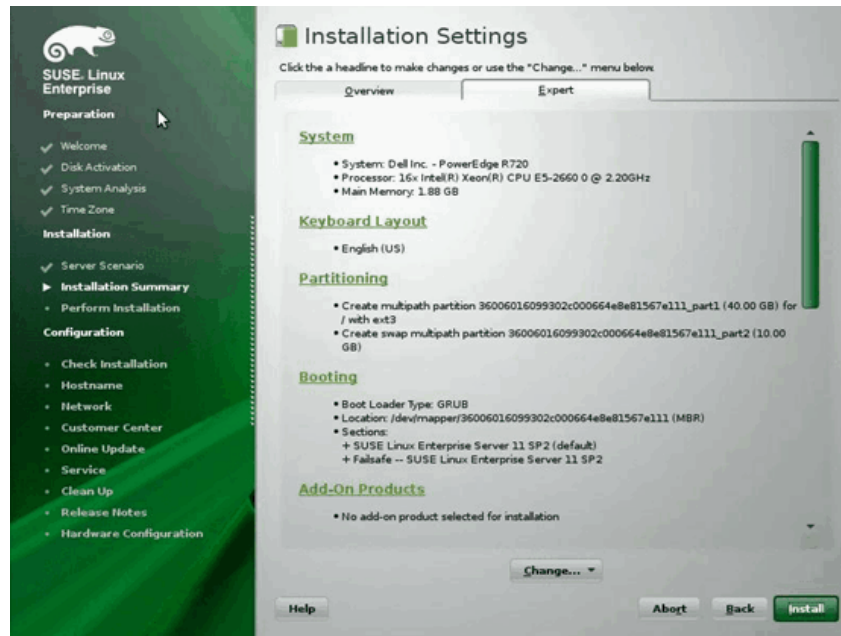 SUSE. Linux
Enterprise
Preparation
Welcome
Disk Activation
System Analysis
Time Zone
Installation
Server Scenario
Installation Summary
Perform Installation
Configuration
Check Installation
Hostname
Network
Customer Center
Online Update
Service
Clean Up
Release Notes
Hardware Configuration
Installation Settings
Click the a headline to make changes or use the "Change..." menu below.
Overview
Expert
System
• System: Dell Inc. - PowerEdge R720
• Processor: 16x Intel(R) Xeon(R) CPU E5-2660 0 @ 2.20GHz
• Main Memory: 1.88 GB
Keyboard Layout
• English (US)
Partitioning
• Create multipath partition 36006016099302c000664e8e81567e111_part1 (40.00 GB) for
/ with ext3
• Create swap multipath partition 36006016099302c000664e8e81567e111_part2 (10.00
GB)
Booting
• Boot Loader Type: GRUB
• Location: /dev/mapper/36006016099302c000664e8e81567e111 (MBR)
• Sections:
+ SUSE Linux Enterprise Server 11 SP2 (default)
+ Failsafe -- SUSE Linux Enterprise Server 11 SP2
Add-On Products
• No add-on product selected for installation
Change...
Help
Abort
Back
Install